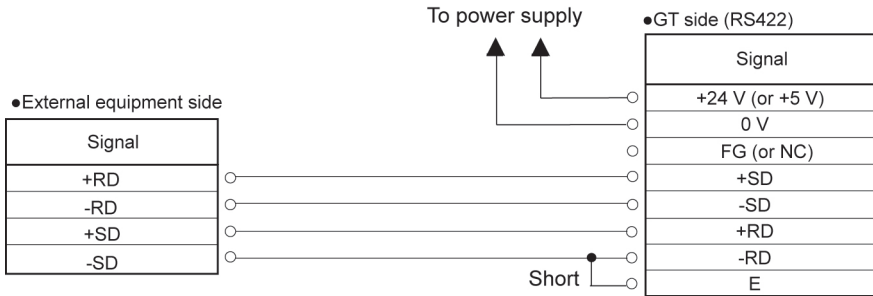 To power supply
●GT side (RS422)
Signal
+24 V (or +5 V)
0 V
FG (or NC)
+SD
-SD
+RD
-RD
E
●External equipment side
Signal
+RD
-RD
+SD
-SD
Short